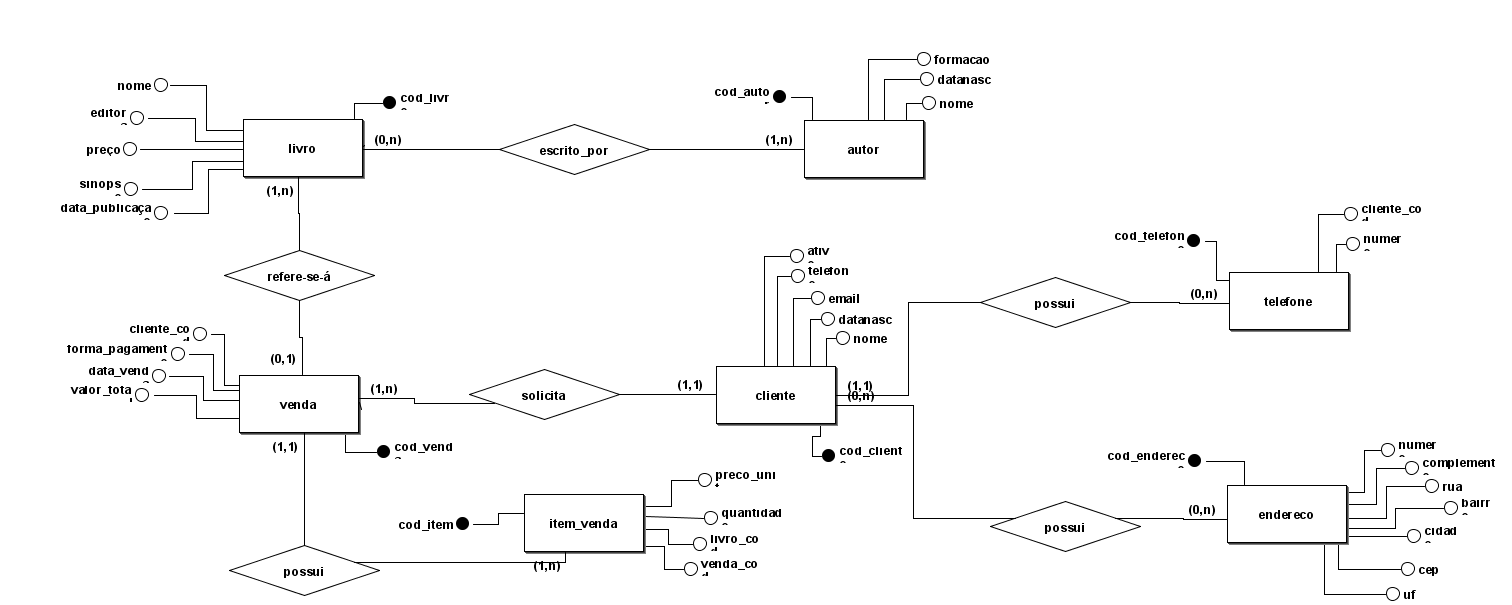 formacao
nome
datanasc
cod_livr
cod_auto
nome
editor
(0,n)
(1,n)
preço
livro
escrito_por
autor
sinops
(1,n)
data_publicaça
cliente_co
cod_telefon
numer
ativ
telefon
refere-se-á
(0,n)
email
possui
telefone
datanasc
cliente_co
nome
forma_pagament
(0,1)
data_vend
(1,n)
(1,1)
(1,1)
valor_tota
(0,n)
venda
solicita
cliente
(1,1)
cod_vend
cod_client
numer
cod_enderec
complement
preco_uni
rua
bairr
(0,n)
quantidad
endereco
cod_item
item_venda
possui
cidad
livro_co
(1,n)
venda_co
cep
possui
uf